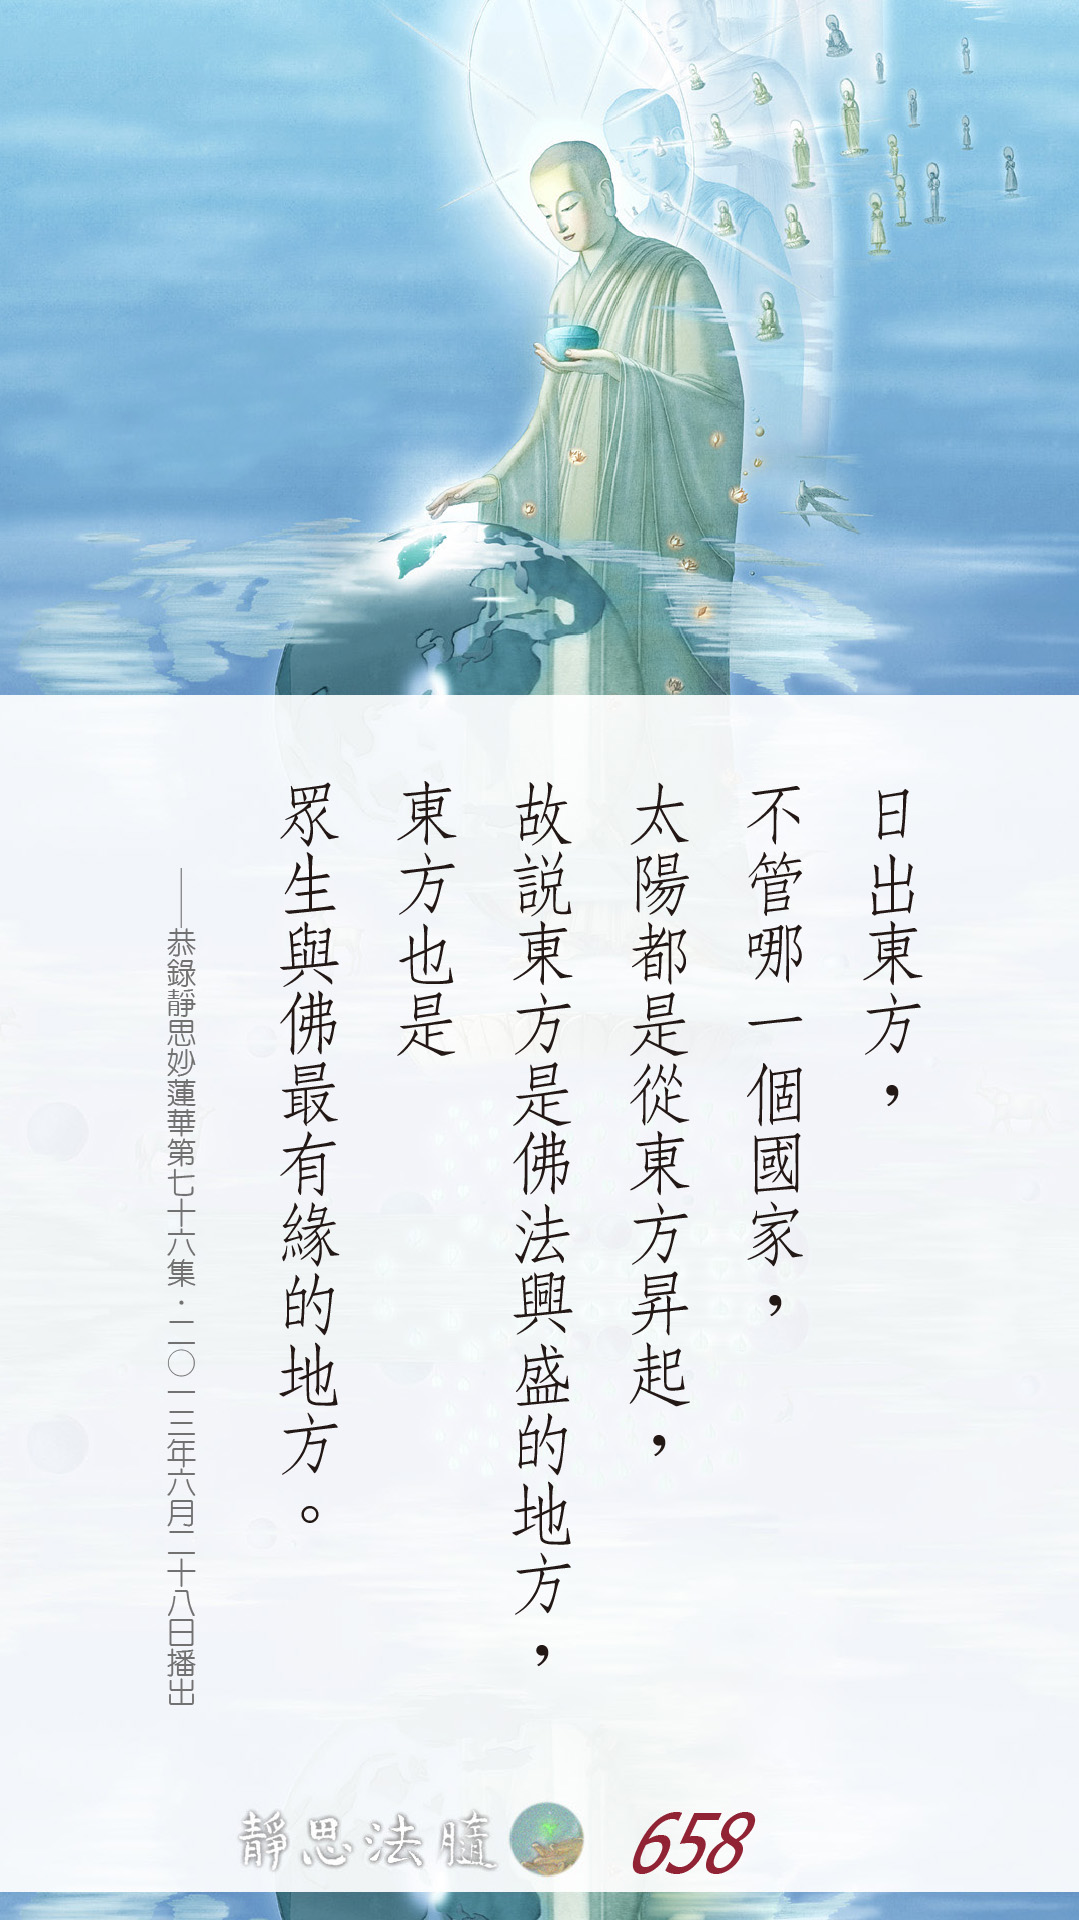 日出東方，
不管哪一個國家，
太陽都是從東方昇起，
故説東方是佛法興盛的地方，
東方也是
眾生與佛最有緣的地方。
——恭錄靜思妙蓮華第七十六集．二〇一三年六月二十八日播出
靜思法髓 658